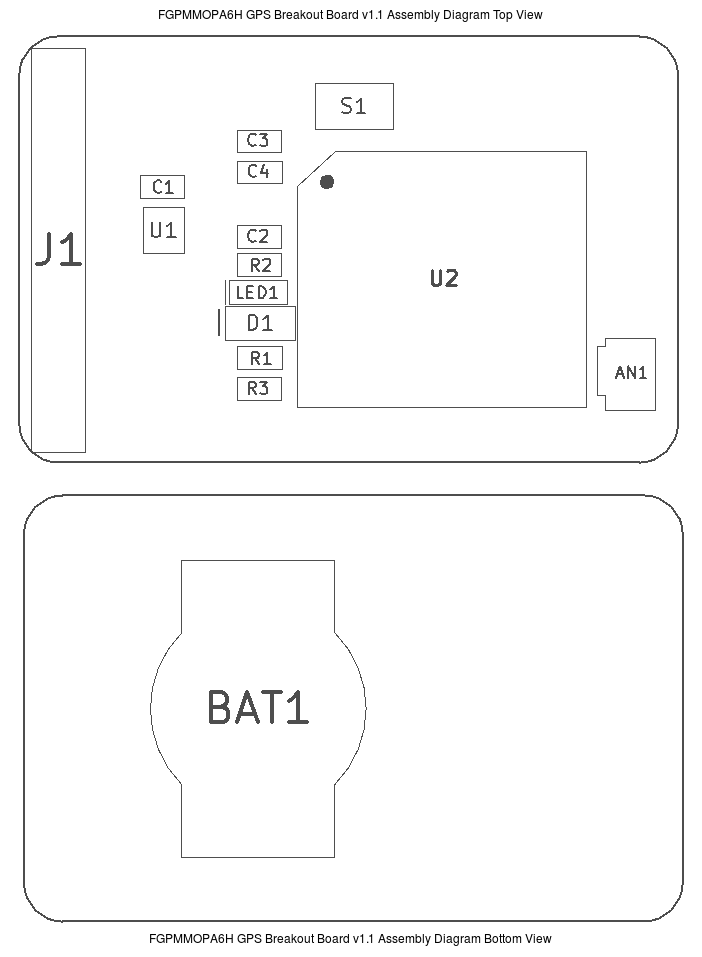 FGPMMOPA6H GPS Breakout Board v1.1 Assembly Diagram Top View
S1
C3
C4
C1
U1
J1
C2
R2
LED1
U2
D1
R1
AN1
R3
BAT1
FGPMMOPA6H GPS Breakout Board v1.1 Assembly Diagram Bottom View